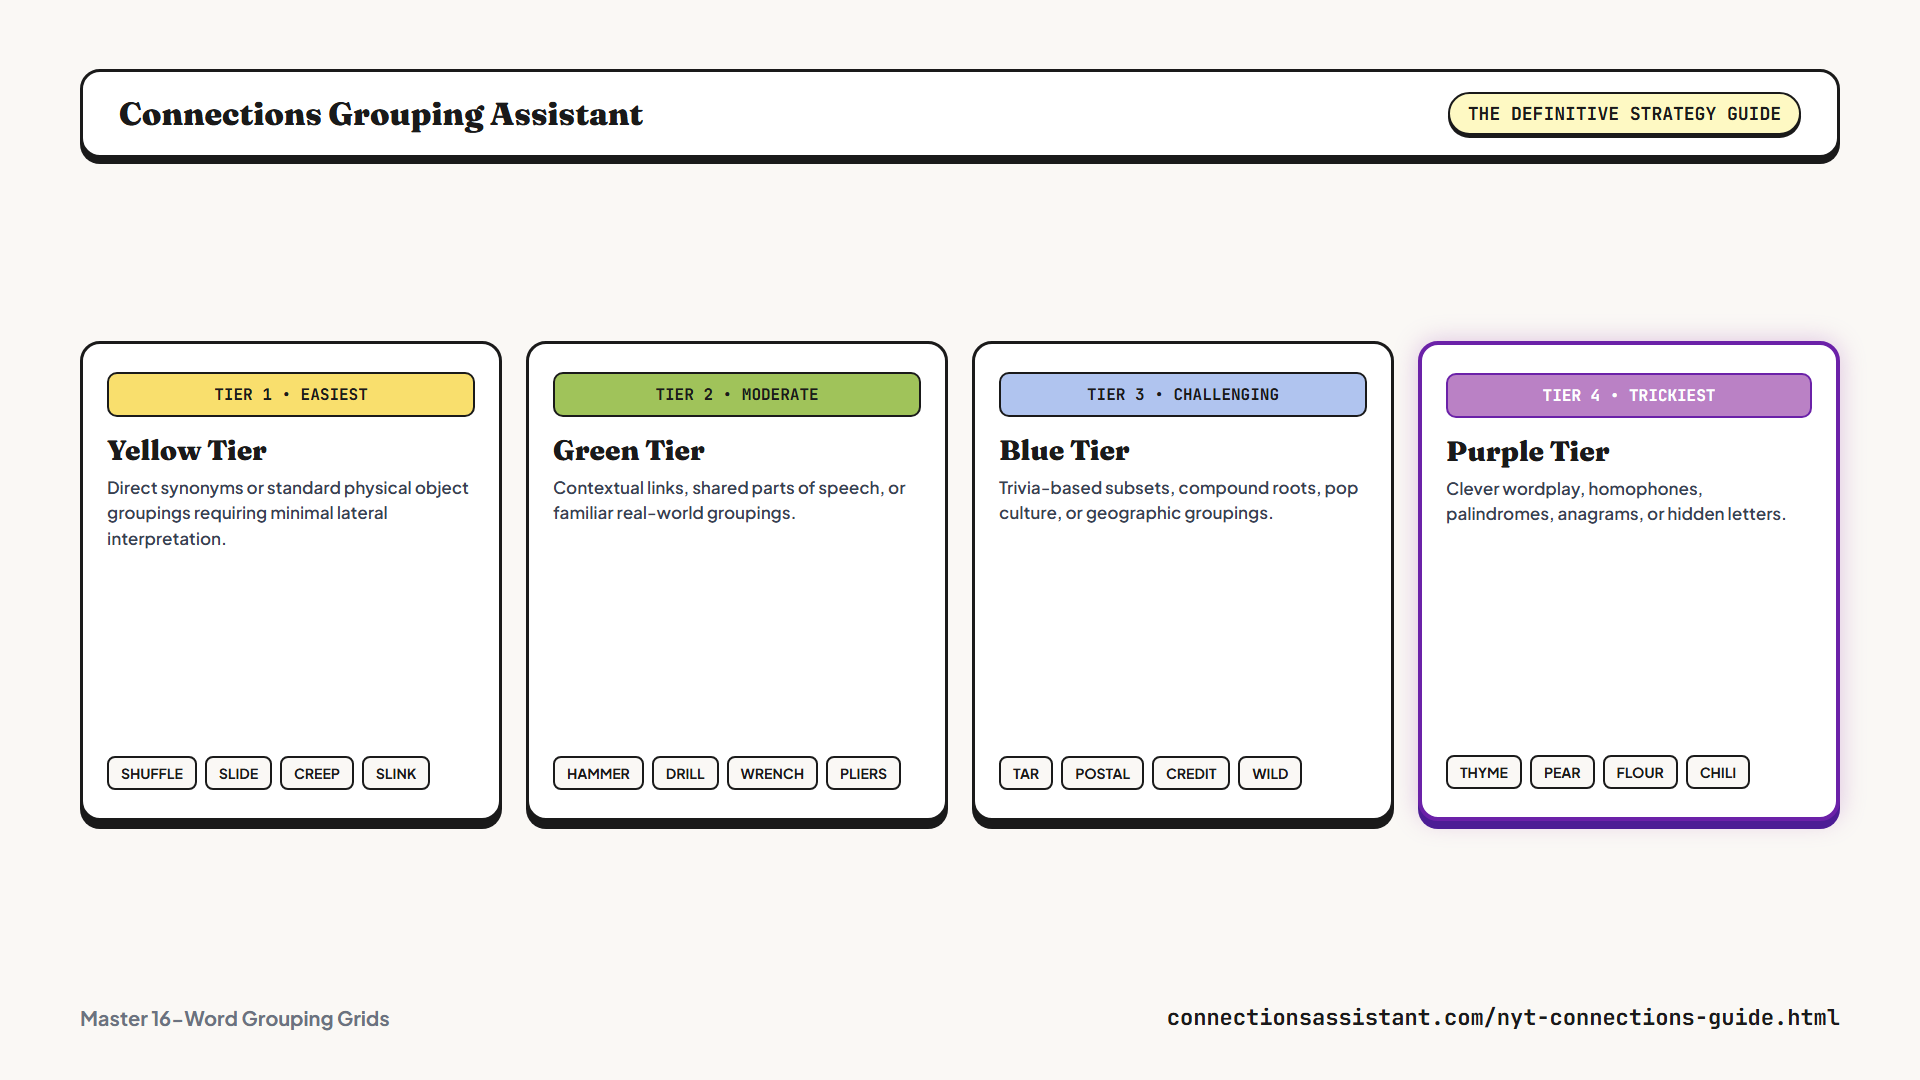 Connections Grouping Assistant
THE DEFINITIVE STRATEGY GUIDE
TIER 1 • EASIEST
Yellow Tier
Direct synonyms or standard physical object
groupings requiring minimal lateral
interpretation.
SHUFFLE SLIDE CREEP SLINK
TIER 2 • MODERATE
Green Tier
Contextual links, shared parts of speech, or
familiar real-world groupings.
HAMMER DRILL WRENCH PLIERS
TIER 3 • CHALLENGING
Blue Tier
Trivia-based subsets, compound roots, pop
culture, or geographic groupings.
TAR POSTAL CREDIT WILD
TIER 4 • TRICKIEST
Purple Tier
Clever wordplay, homophones,
palindromes, anagrams, or hidden letters.
THYME PEAR FLOUR CHILI
Master 16-Word Grouping Grids
connectionsassistant.com/nyt-connections-guide.html